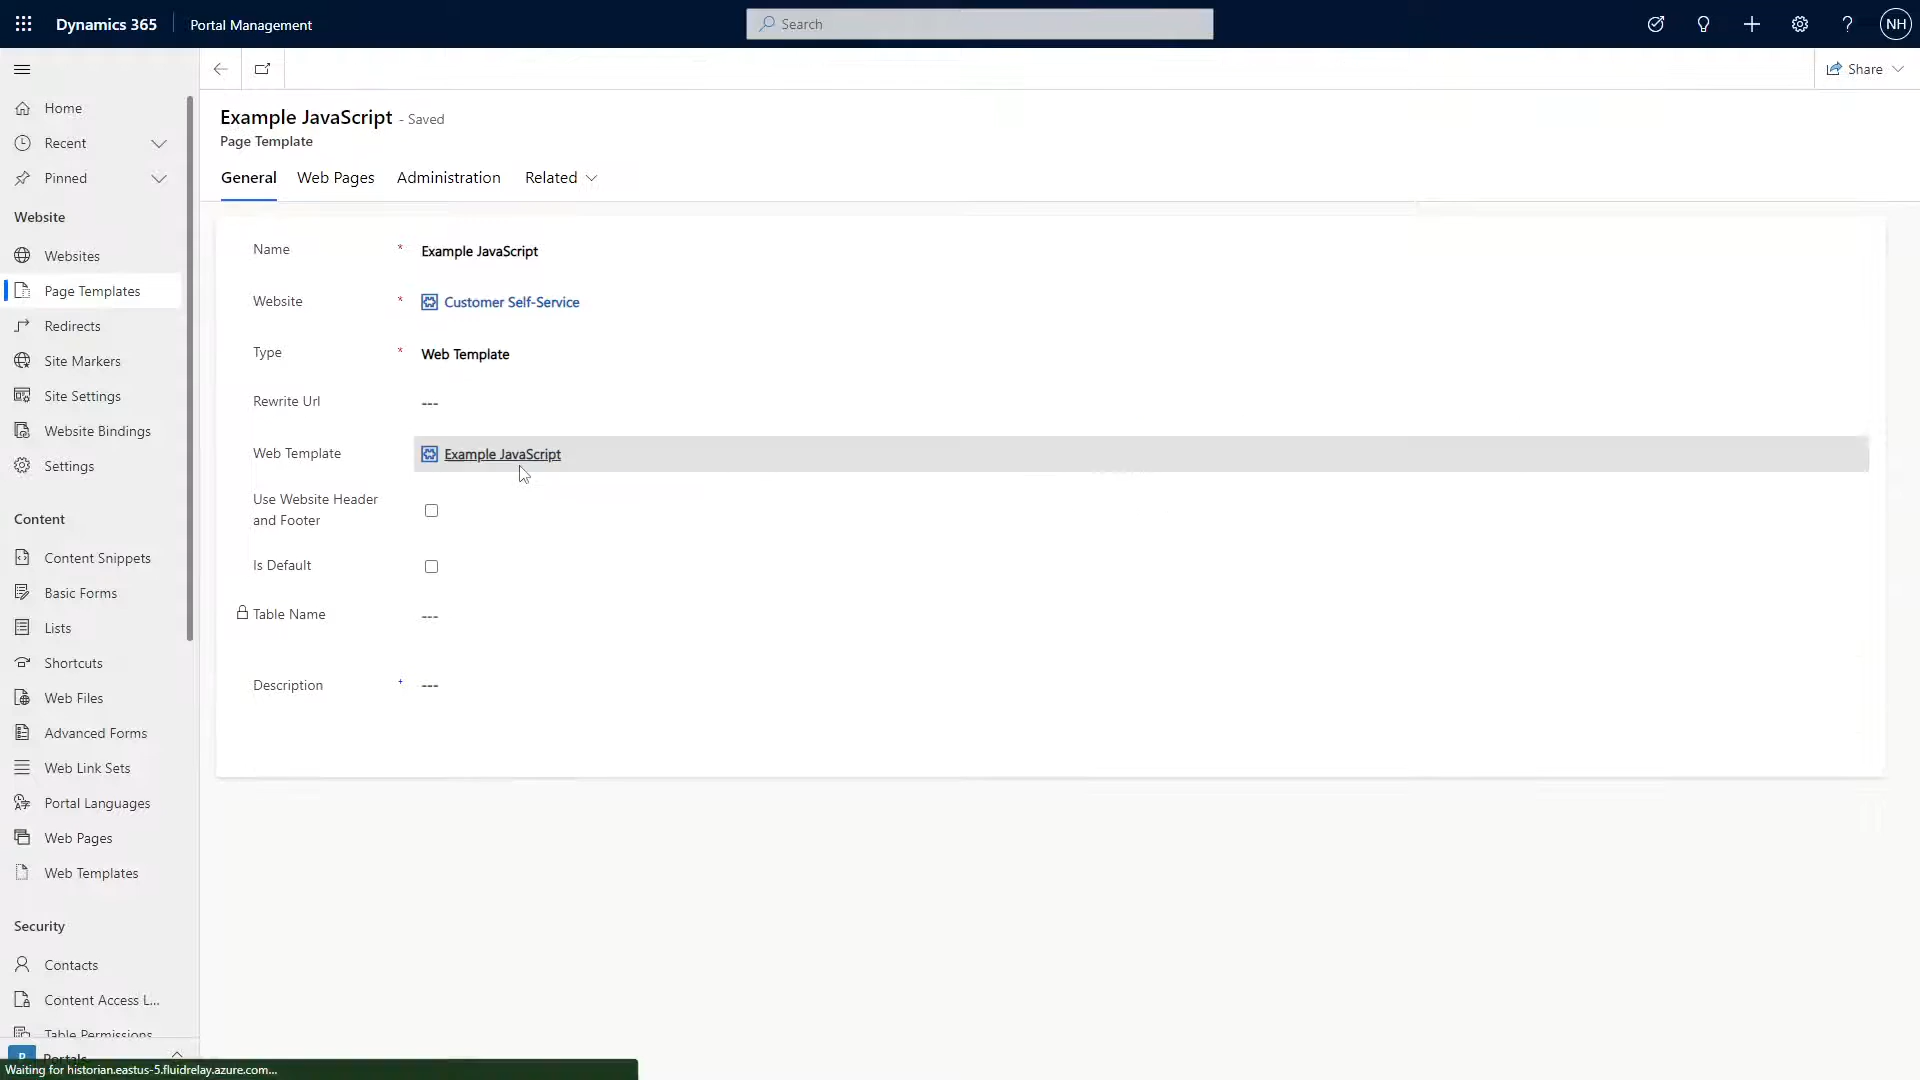 Dynamics 365
Portal Management
Search
NH
Share
Home
Recent
Pinned
Website
Websites
Page Templates
Redirects
Site Markers
Site Settings
Website Bindings
Settings
Content
Content Snippets
Basic Forms
Lists
Shortcuts
Web Files
Advanced Forms
Web Link Sets
Portal Languages
Web Pages
Web Templates
Security
Contacts
Content Access L...
Table Permissions
P Portals
Waiting for historian.eastus-5.fluidrelay.azure.com...
Example JavaScript - Saved
Page Template
General Web Pages Administration Related
Name * Example JavaScript
Website * Customer Self-Service
Type * Web Template
Rewrite Url ---
Web Template Example JavaScript
Use Website Header
and Footer
Is Default
Table Name ---
Description + ---